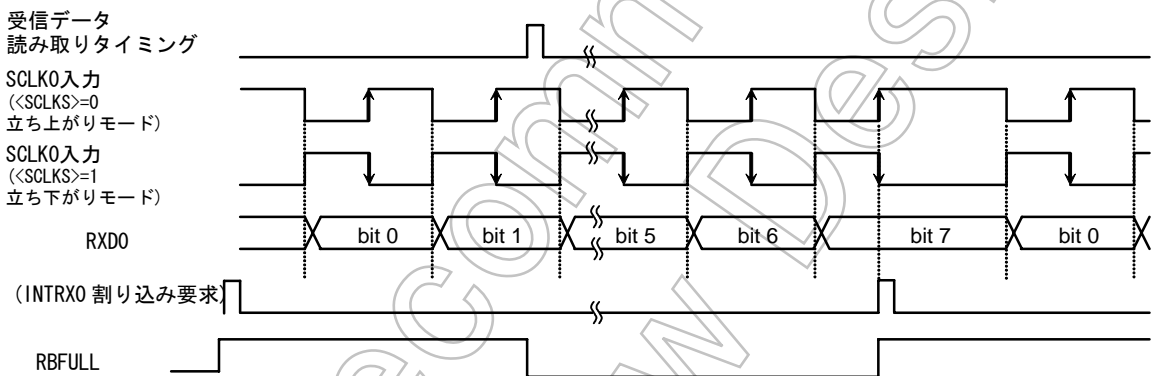 受信データ
読み取りタイミング
SCLK0入力
(<SCLKS>=0
立ち上がりモード)
SCLK0入力
(<SCLKS>=1
立ち下がりモード)
RXD0
bit 0
bit 1
bit 5
bit 6
bit 7
bit 0
(INTRX0 割り込み要求)
RBFULL